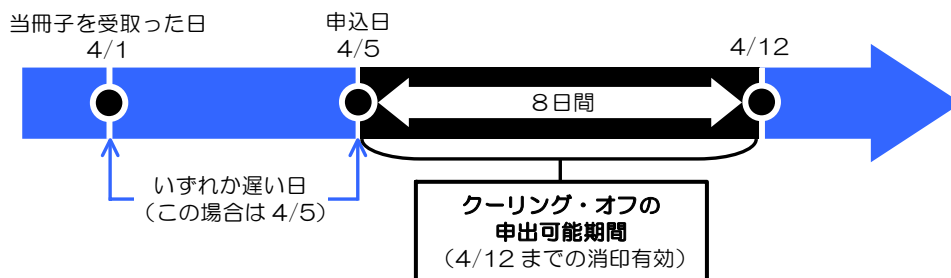 当冊子を受取った日
4/1
申込日
4/5
4/12
8日間
いずれか遅い日
（この場合は 4/5）
クーリング・オフの
申出可能期間
（4/12 までの消印有効）